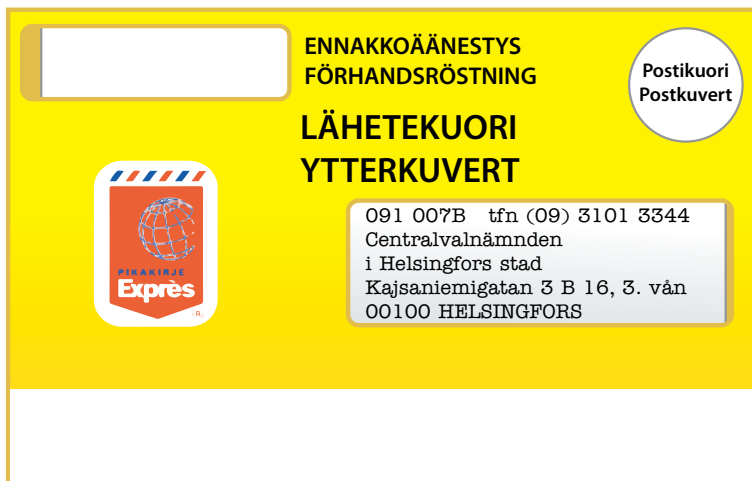 ENNAKKOÄÄNESTYS
FÖRHANDSRÖSTNING
Postikuori
Postkuvert
LÄHETEKUORI
YTTERKUVERT
PIKAKIRJE
Exprès
091 007B tfn (09) 3101 3344
Centralvalnämnden
i Helsingfors stad
Kajsaniemigatan 3 B 16, 3. vån
00100 HELSINGFORS